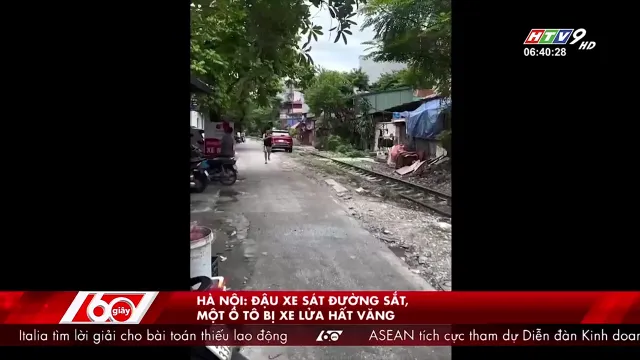 HTV9 HD
06:40:28
60 giây
HÀ NỘI: ĐẬU XE SÁT ĐƯỜNG SẮT,
MỘT Ô TÔ BỊ XE LỬA HẤT VĂNG
Italia tìm lời giải cho bài toán thiếu lao động
ASEAN tích cực tham dự Diễn đàn Kinh doan